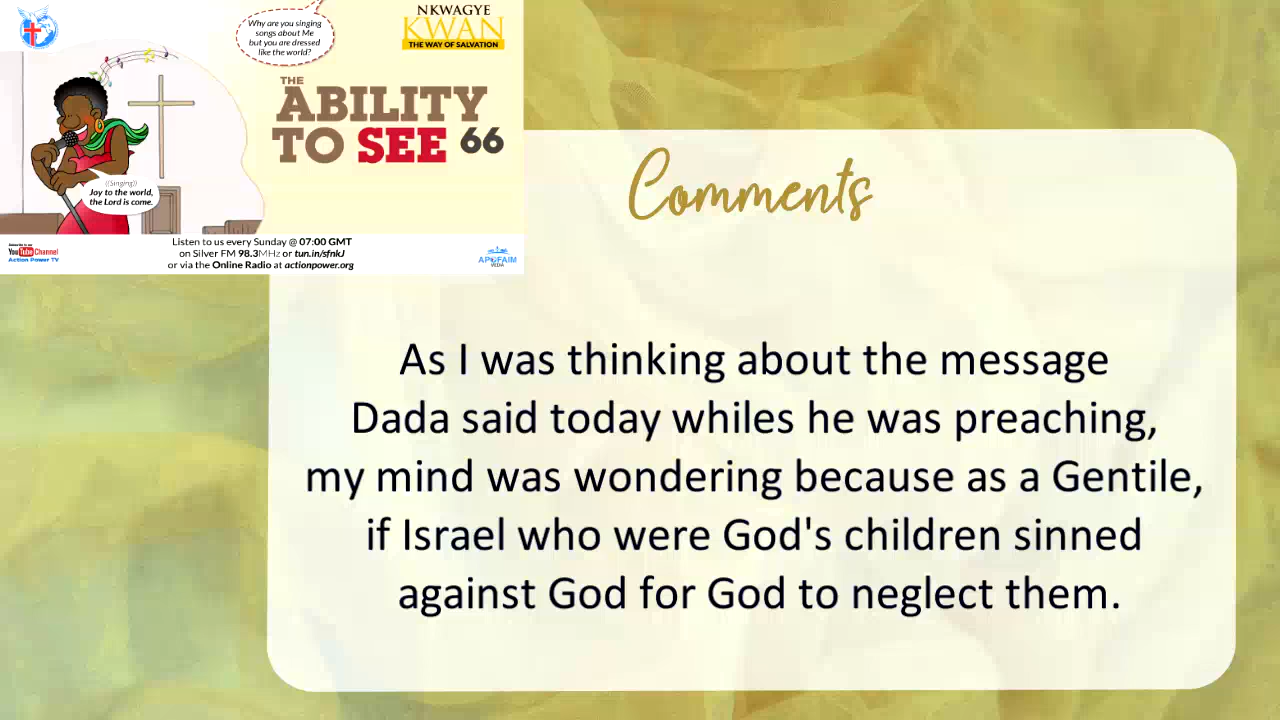 Why are you singing
songs about Me
but you are dressed
like the world?
NKWAGYE
KWAN
THE WAY OF SALVATION
THE
ABILITY
TO SEE 66
((Singing))
Joy to the world,
the Lord is come.
Listen to us every Sunday @ 07:00 GMT
on Silver FM 98.3MHz or tun.in/sfnkJ
or via the Online Radio at actionpower.org
YouTube Channel
Action Power TV
APOFAIM
MEDIA
Comments
As I was thinking about the message
Dada said today whiles he was preaching,
my mind was wondering because as a Gentile,
if Israel who were God's children sinned
against God for God to neglect them.